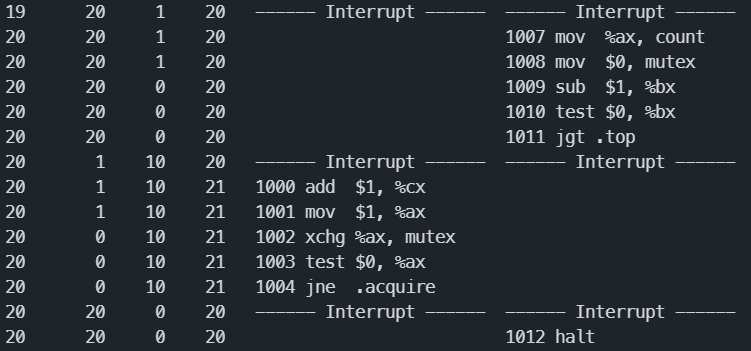 19 20 1 20 ------ Interrupt ------ ------ Interrupt ------
20 20 1 20 1007 mov %ax, count
20 20 1 20 1008 mov $0, mutex
20 20 0 20 1009 sub $1, %bx
20 20 0 20 1010 test $0, %bx
20 20 0 20 1011 jgt .top
20 1 10 20 ------ Interrupt ------ ------ Interrupt ------
20 1 10 21 1000 add $1, %cx
20 1 10 21 1001 mov $1, %ax
20 0 10 21 1002 xchg %ax, mutex
20 0 10 21 1003 test $0, %ax
20 0 10 21 1004 jne .acquire
20 20 0 20 ------ Interrupt ------ ------ Interrupt ------
20 20 0 20 1012 halt